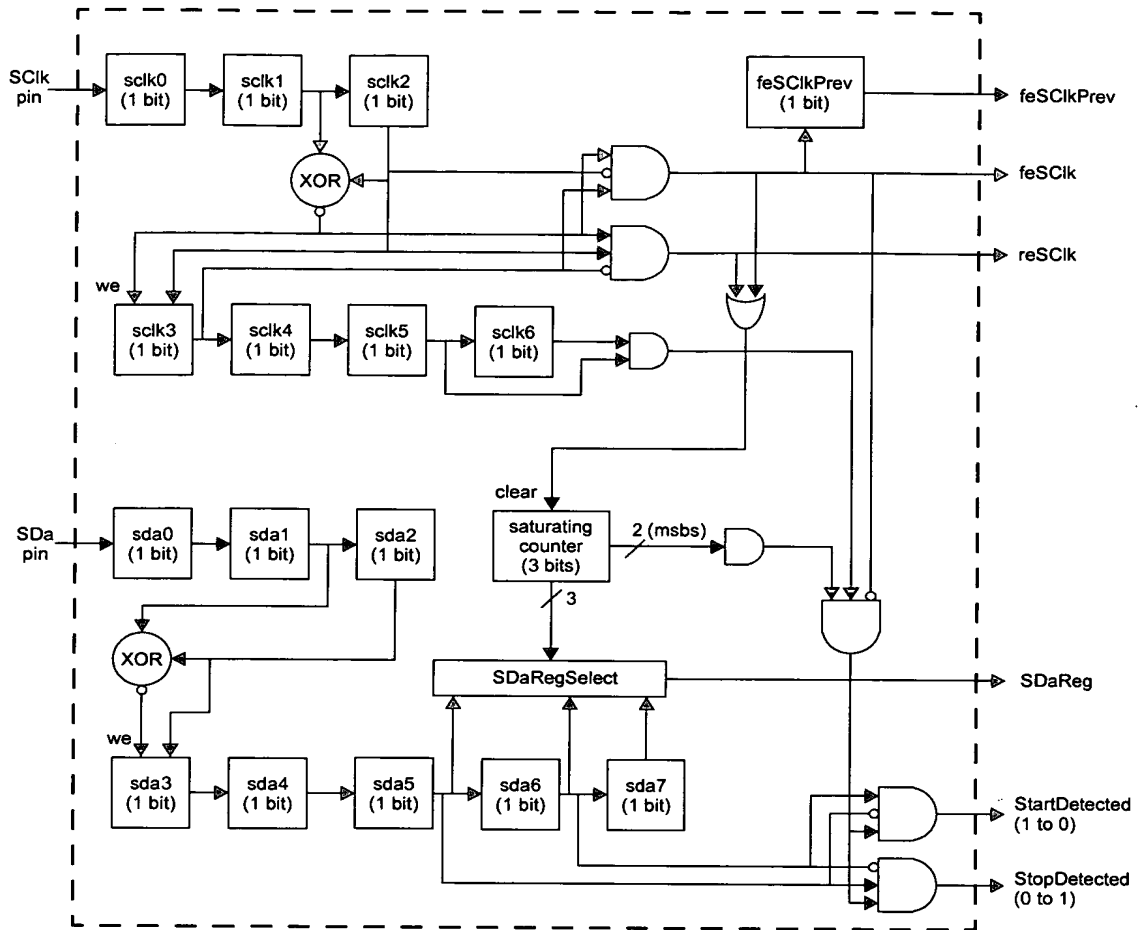 SClk
pin
sclk0
(1 bit)
sclk1
(1 bit)
sclk2
(1 bit)
feSClkPrev
(1 bit)
feSClkPrev
XOR
feSClk
reSClk
we
sclk3
(1 bit)
sclk4
(1 bit)
sclk5
(1 bit)
sclk6
(1 bit)
clear
SDa
pin
sda0
(1 bit)
sda1
(1 bit)
sda2
(1 bit)
saturating
counter
(3 bits)
2 (msbs)
3
XOR
SDaRegSelect
SDaReg
we
sda3
(1 bit)
sda4
(1 bit)
sda5
(1 bit)
sda6
(1 bit)
sda7
(1 bit)
StartDetected
(1 to 0)
StopDetected
(0 to 1)